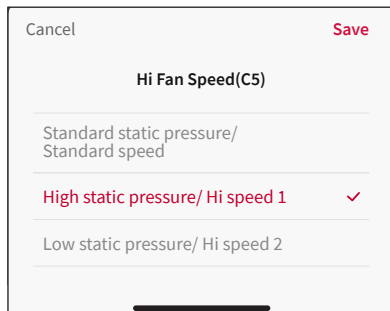 Cancel
Save
Hi Fan Speed(C5)
Standard static pressure/
Standard speed
High static pressure/ Hi speed 1
Low static pressure/ Hi speed 2